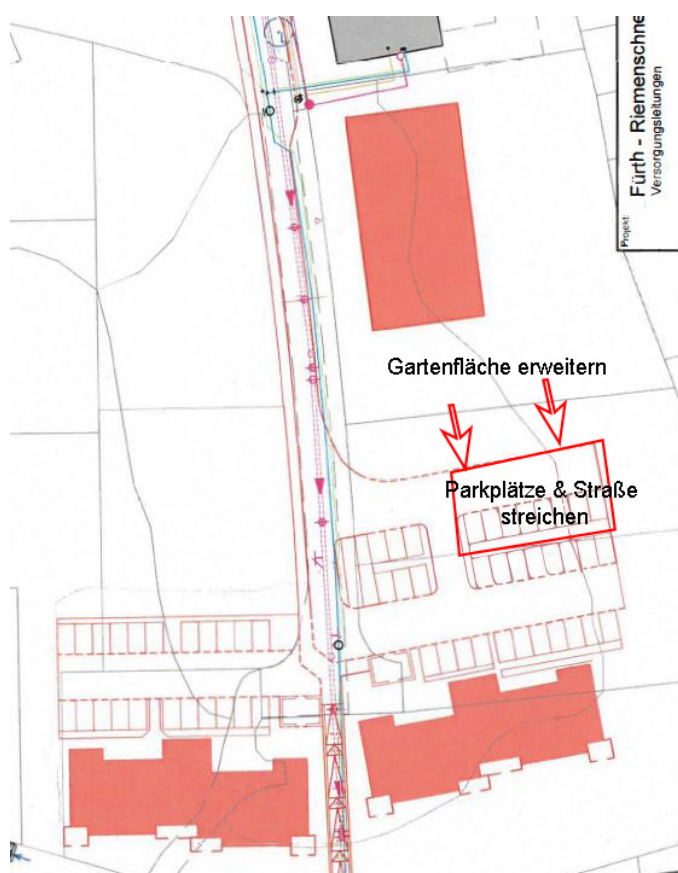 Projekt:
Fürth - Riemenschne
Versorgungsleitungen
Gartenfläche erweitern
Parkplätze & Straße
streichen